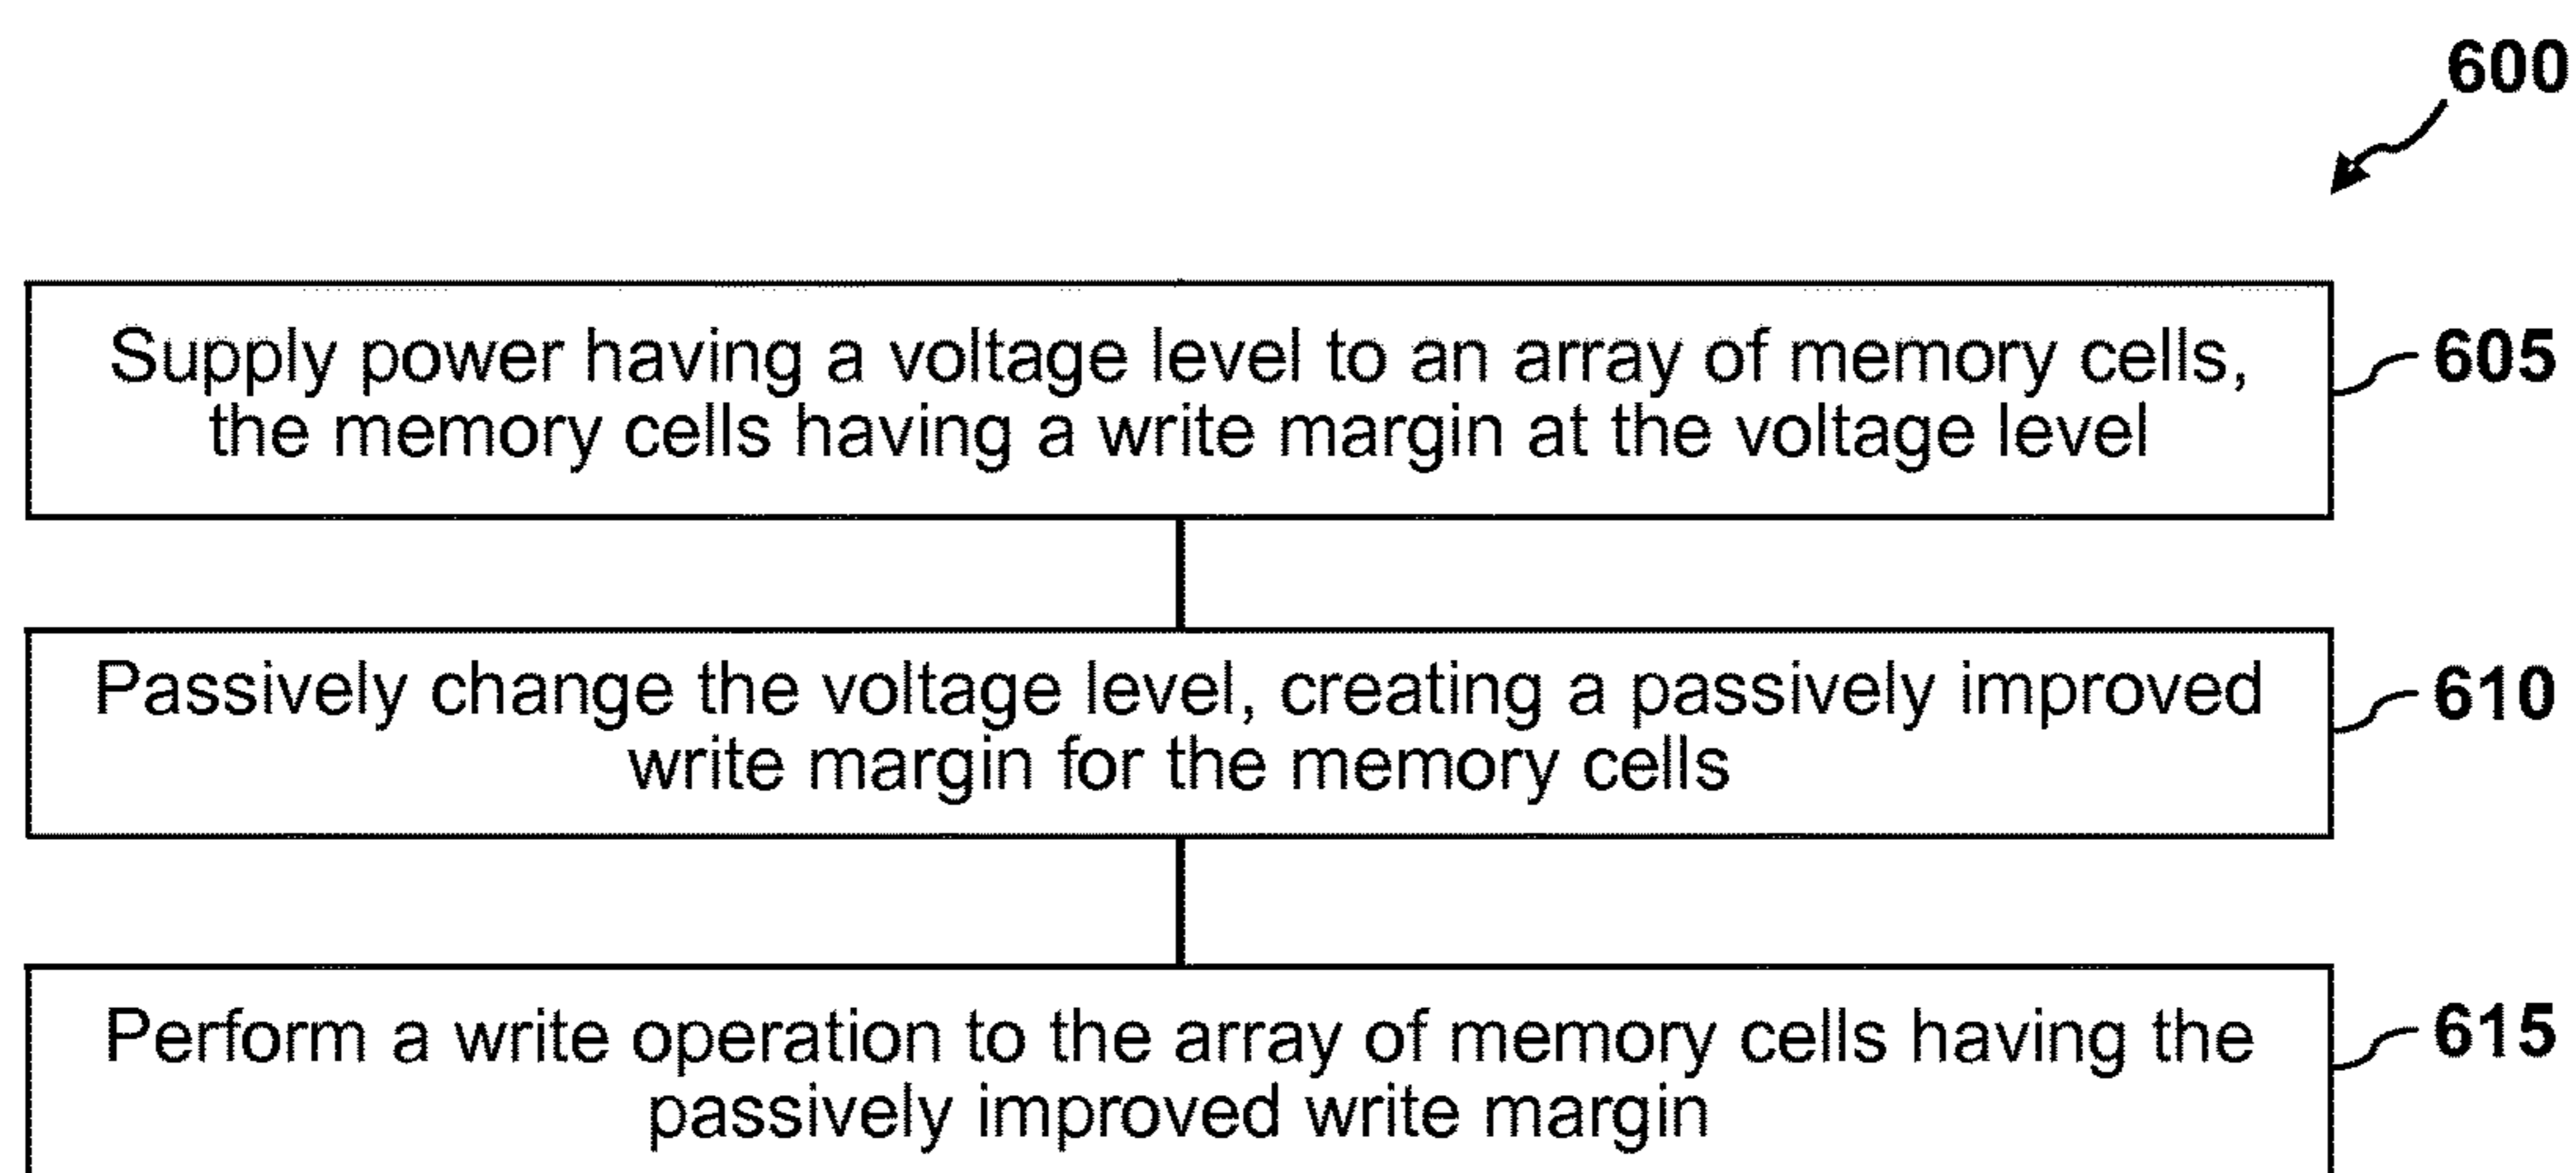 600
Supply power having a voltage level to an array of memory cells,
the memory cells having a write margin at the voltage level
605
Passively change the voltage level, creating a passively improved
write margin for the memory cells
610
Perform a write operation to the array of memory cells having the
passively improved write margin
615